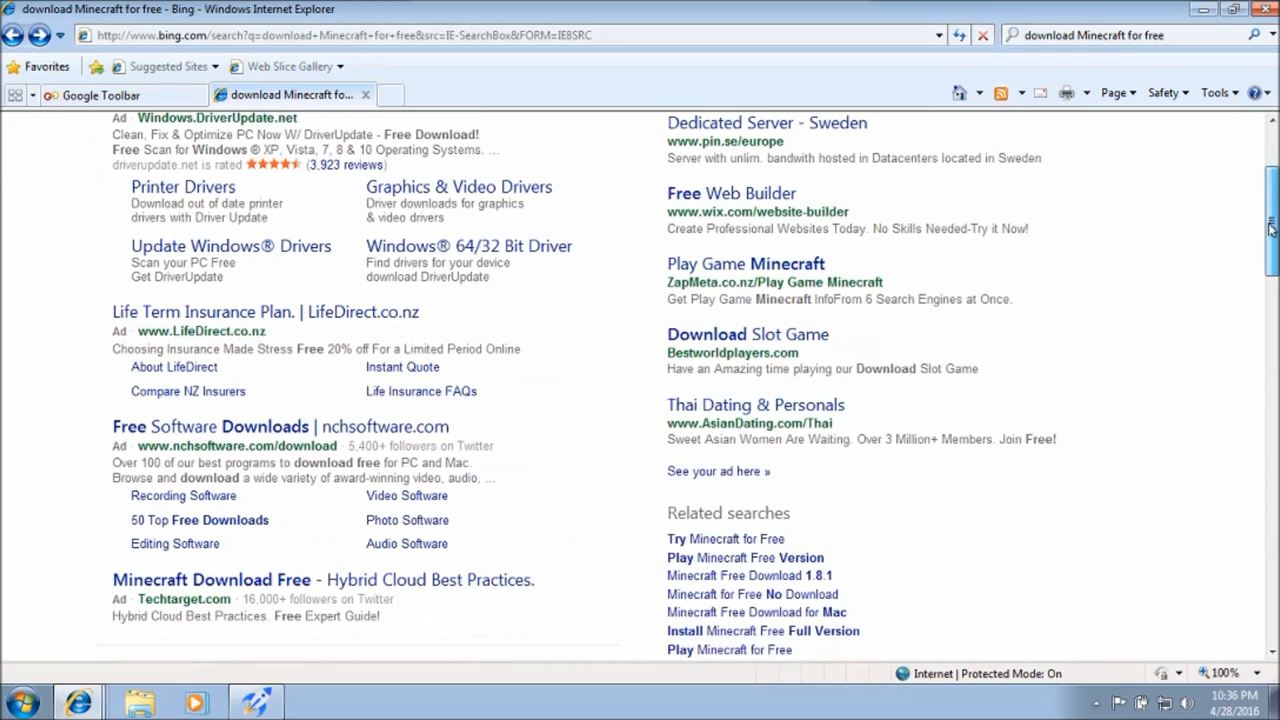 download Minecraft for free - Bing - Windows Internet Explorer
http://www.bing.com/search?q=download+Minecraft+for+free&src=IE-SearchBox&FORM=IE8SRC
download Minecraft for free
Favorites
Suggested Sites
Web Slice Gallery
Google Toolbar
download Minecraft fo...
Page
Safety
Tools
Ad · Windows.DriverUpdate.net
Clean, Fix & Optimize PC Now W/ DriverUpdate - Free Download!
Free Scan for Windows ® XP, Vista, 7, 8 & 10 Operating Systems. ...
driverupdate.net is rated (3,923 reviews)
Printer Drivers
Download out of date printer
drivers with Driver Update
Graphics & Video Drivers
Driver downloads for graphics
& video drivers
Update Windows® Drivers
Scan your PC Free
Get DriverUpdate
Windows® 64/32 Bit Driver
Find drivers for your device
download DriverUpdate
Life Term Insurance Plan. | LifeDirect.co.nz
Ad · www.LifeDirect.co.nz
Choosing Insurance Made Stress Free 20% off For a Limited Period Online
About LifeDirect
Instant Quote
Compare NZ Insurers
Life Insurance FAQs
Free Software Downloads | nchsoftware.com
Ad · www.nchsoftware.com/download · 5,400+ followers on Twitter
Over 100 of our best programs to download free for PC and Mac.
Browse and download a wide variety of award-winning video, audio, ...
Recording Software
Video Software
50 Top Free Downloads
Photo Software
Editing Software
Audio Software
Minecraft Download Free - Hybrid Cloud Best Practices.
Ad · Techtarget.com · 16,000+ followers on Twitter
Hybrid Cloud Best Practices. Free Expert Guide!
Dedicated Server - Sweden
www.pin.se/europe
Server with unlim. bandwith hosted in Datacenters located in Sweden
Free Web Builder
www.wix.com/website-builder
Create Professional Websites Today. No Skills Needed-Try it Now!
Play Game Minecraft
ZapMeta.co.nz/Play Game Minecraft
Get Play Game Minecraft InfoFrom 6 Search Engines at Once.
Download Slot Game
Bestworldplayers.com
Have an Amazing time playing our Download Slot Game
Thai Dating & Personals
www.AsianDating.com/Thai
Sweet Asian Women Are Waiting. Over 3 Million+ Members. Join Free!
See your ad here »
Related searches
Try Minecraft for Free
Play Minecraft Free Version
Minecraft Free Download 1.8.1
Minecraft for Free No Download
Minecraft Free Download for Mac
Install Minecraft Free Full Version
Play Minecraft for Free
Internet | Protected Mode: On
100%
10:36 PM
4/28/2016